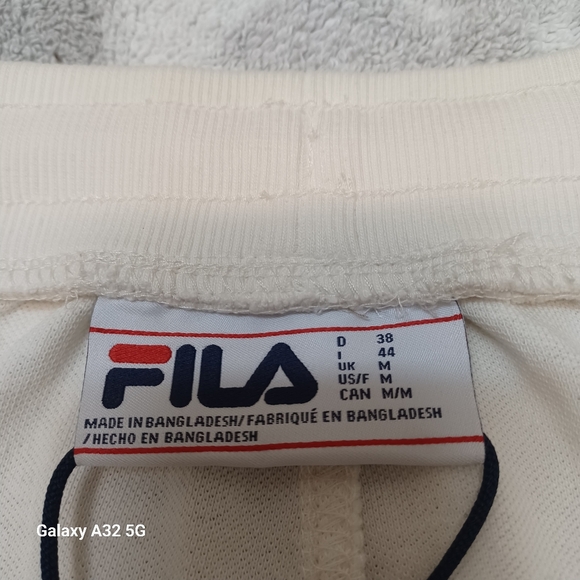 FILA
D 38
I 44
UK M
US/F M
CAN M/M
MADE IN BANGLADESH/FABRIQUÉ EN BANGLADESH
/HECHO EN BANGLADESH
Galaxy A32 5G